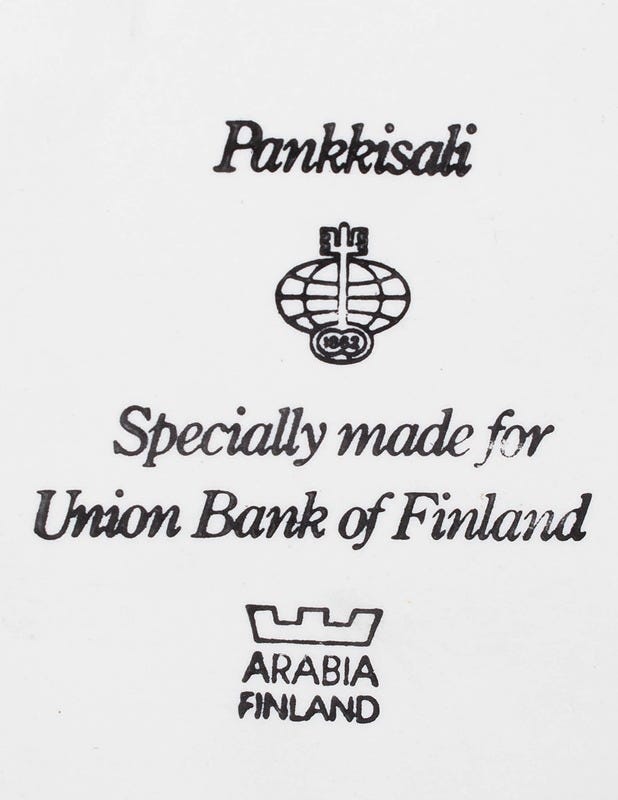 Pankkisali
1862
Specially made for
Union Bank of Finland
ARABIA
FINLAND